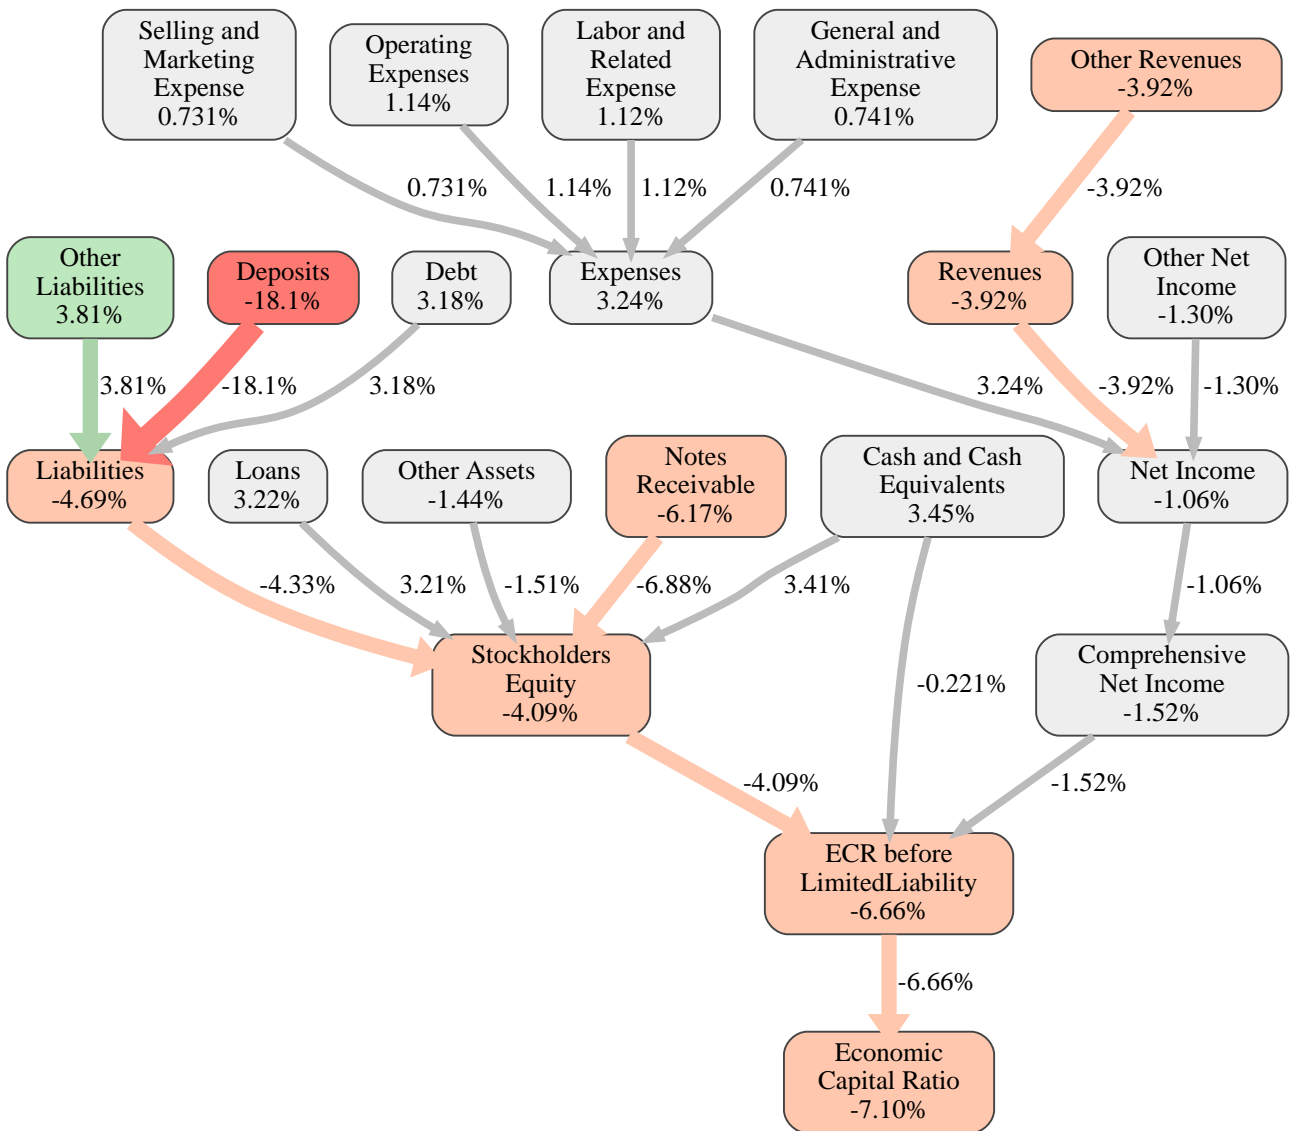 Selling and
Marketing
Expense
0.731%
Operating
Expenses
1.14%
Labor and
Related
Expense
1.12%
General and
Administrative
Expense
0.741%
Other Revenues
-3.92%
0.731%
1.14%
1.12%
0.741%
-3.92%
Other
Liabilities
3.81%
Deposits
-18.1%
Debt
3.18%
Expenses
3.24%
Revenues
-3.92%
Other Net
Income
-1.30%
3.81%
-18.1%
3.18%
3.24%
-3.92%
-1.30%
Liabilities
-4.69%
Loans
3.22%
Other Assets
-1.44%
Notes
Receivable
-6.17%
Cash and Cash
Equivalents
3.45%
Net Income
-1.06%
-4.33%
3.21%
-1.51%
-6.88%
3.41%
-1.06%
Stockholders
Equity
-4.09%
-0.221%
Comprehensive
Net Income
-1.52%
-4.09%
-1.52%
ECR before
LimitedLiability
-6.66%
-6.66%
Economic
Capital Ratio
-7.10%